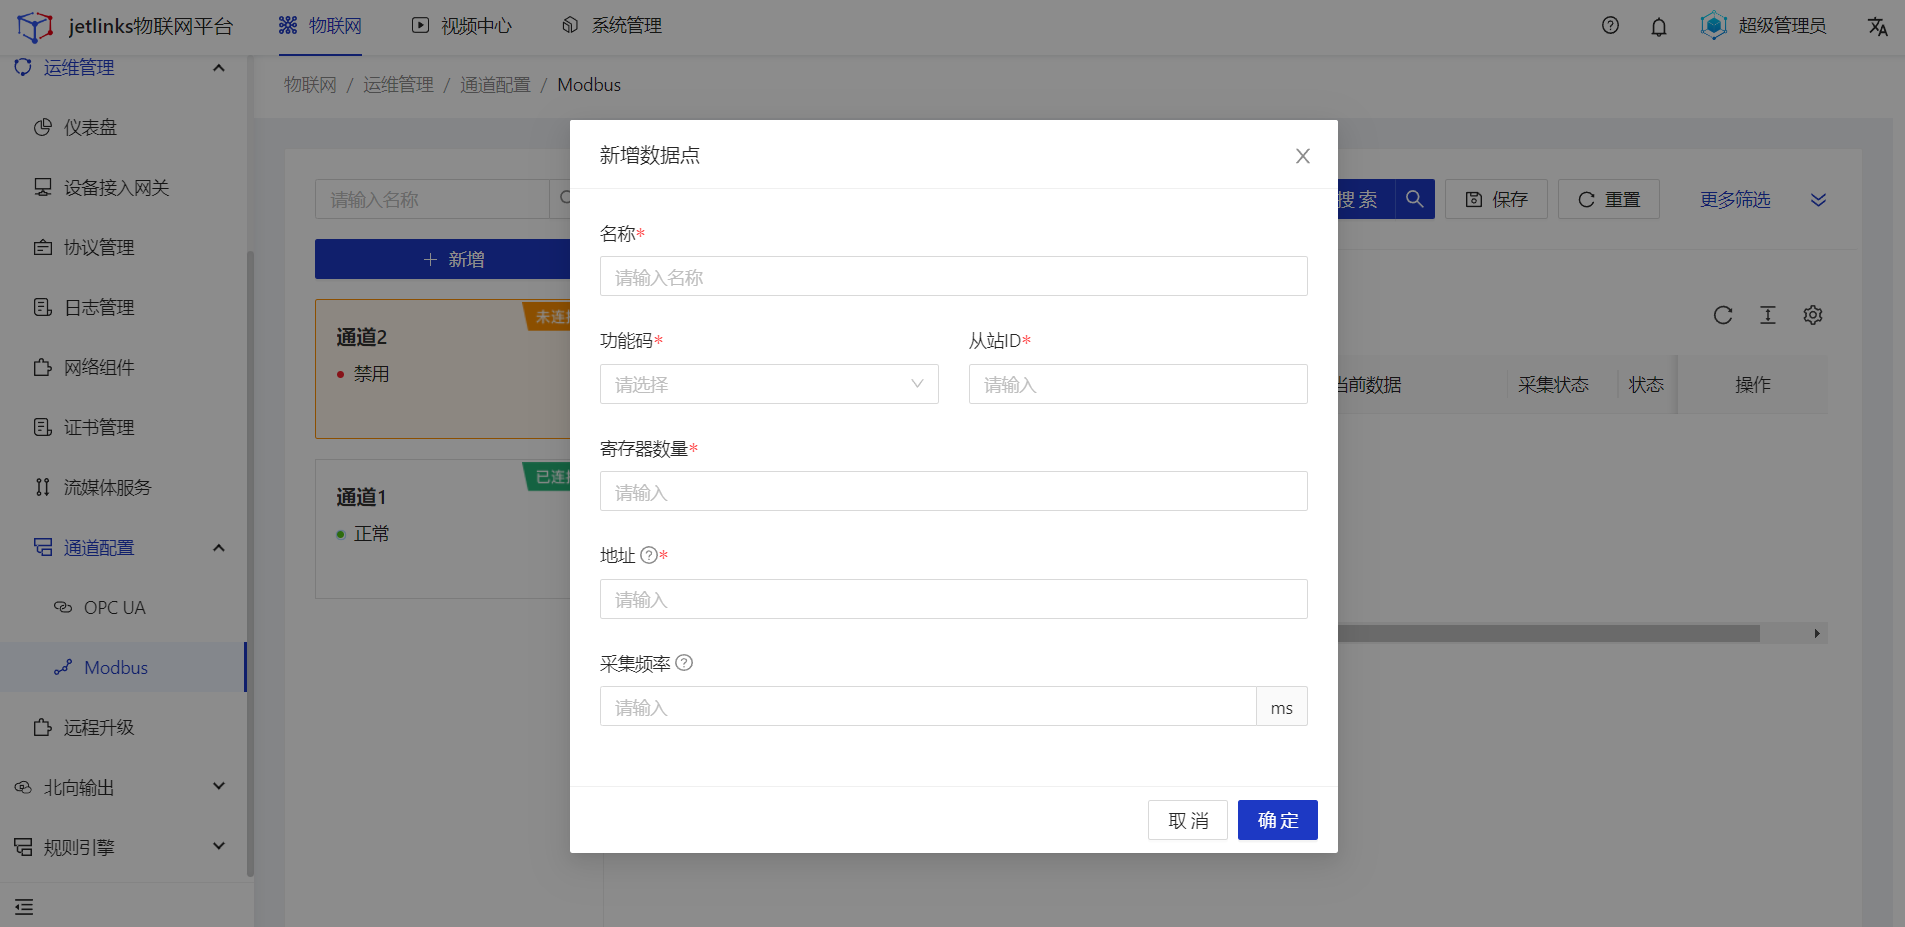 jetlinks物联网平台
物联网
视频中心
系统管理
超级管理员
运维管理
仪表盘
设备接入网关
协议管理
日志管理
网络组件
证书管理
流媒体服务
通道配置
OPC UA
Modbus
远程升级
北向输出
规则引擎
物联网 / 运维管理 / 通道配置 / Modbus
请输入名称
新增
通道2
未连
禁用
通道1
已连
正常
搜索
保存
重置
更多筛选
当前数据
采集状态
状态
操作
新增数据点
名称*
请输入名称
功能码*
请选择
从站ID*
请输入
寄存器数量*
请输入
地址*
请输入
采集频率
请输入
ms
取消
确定